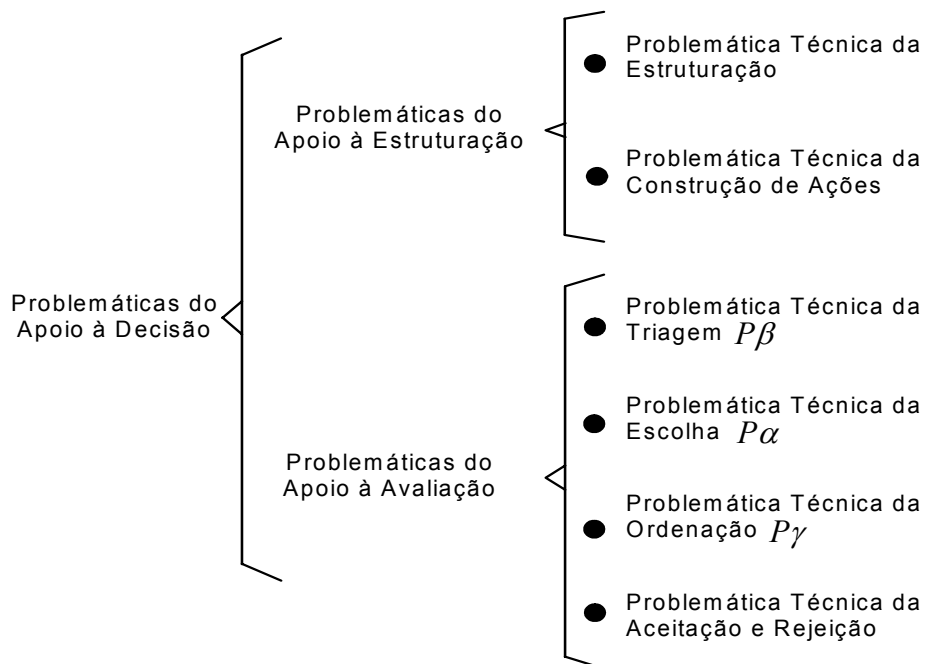 Problemáticas do
Apoio à Decisão
Problemáticas do
Apoio à Estruturação
Problemática Técnica da
Estruturação
Problemática Técnica da
Construção de Ações
Problemáticas do
Apoio à Avaliação
Problemática Técnica da
Triagem Pβ
Problemática Técnica da
Escolha Pα
Problemática Técnica da
Ordenação Pγ
Problemática Técnica da
Aceitação e Rejeição